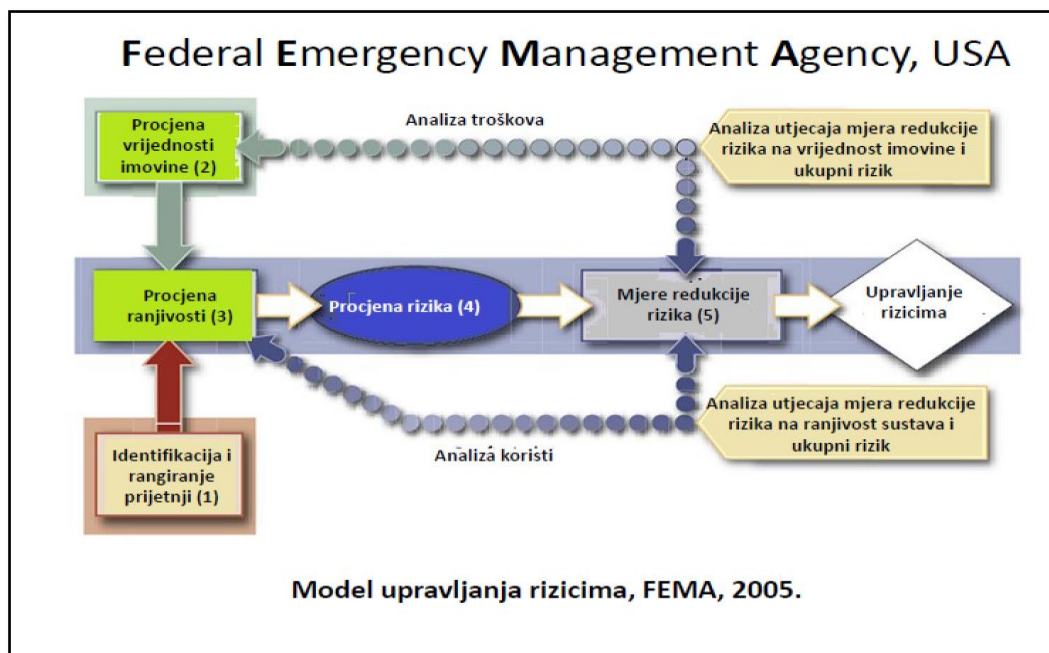 Federal Emergency Management Agency, USA
Procjena
vrijednosti
imovine (2)
Analiza troškova
Analiza utjecaja mjera redukcije
rizika na vrijednost imovine i
ukupni rizik
Procjena
ranjivosti (3)
Procjena rizika (4)
Mjere redukcije
rizika (5)
Upravljanje
rizicima
Identifikacija i
rangiranje
prijetnji (1)
Analiza koristi
Analiza utjecaja mjera redukcije
rizika na ranjivost sustava i
ukupni rizik
Model upravljanja rizicima, FEMA, 2005.